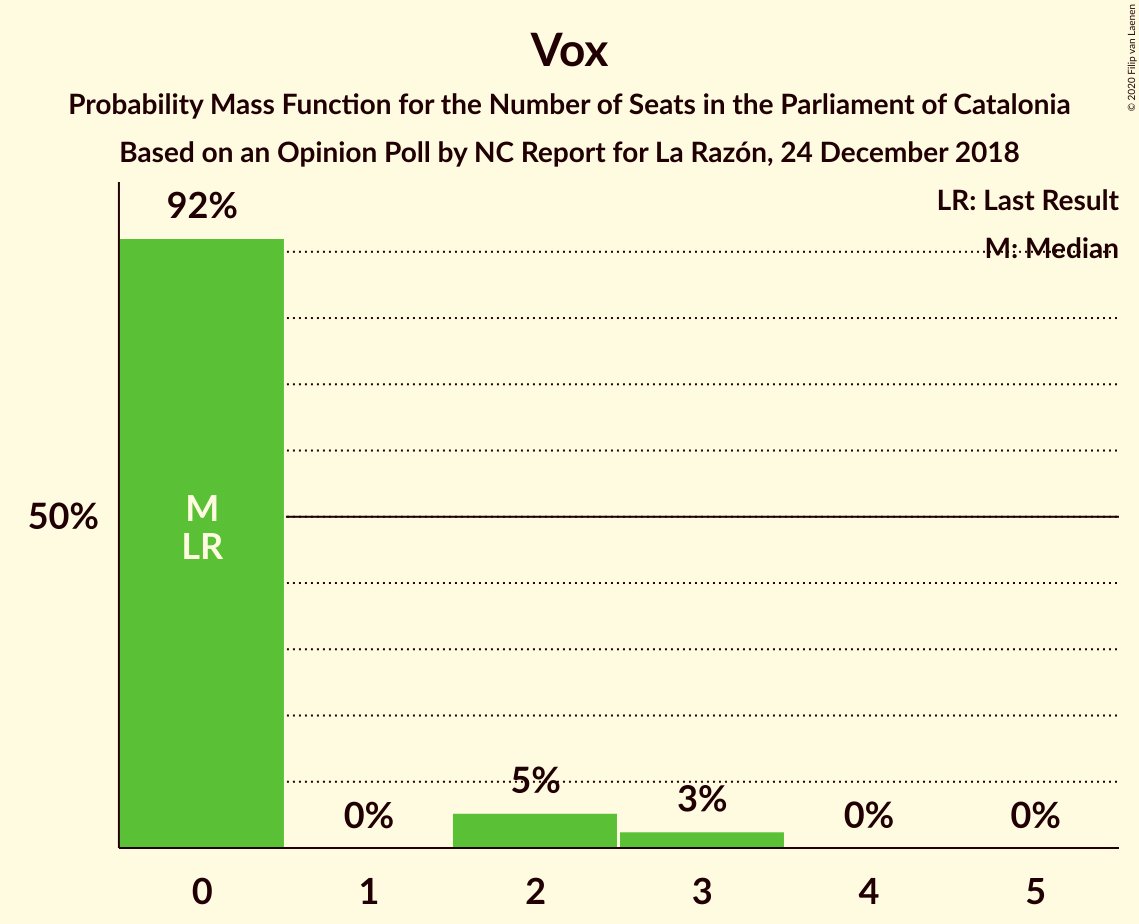 Vox
Probability Mass Function for the Number of Seats in the Parliament of Catalonia
Based on an Opinion Poll by NC Report for La Razón, 24 December 2018
© 2020 Filip van Laenen
LR: Last Result
M: Median
92%
50%
M
LR
0%
5%
3%
0%
0%
0
1
2
3
4
5